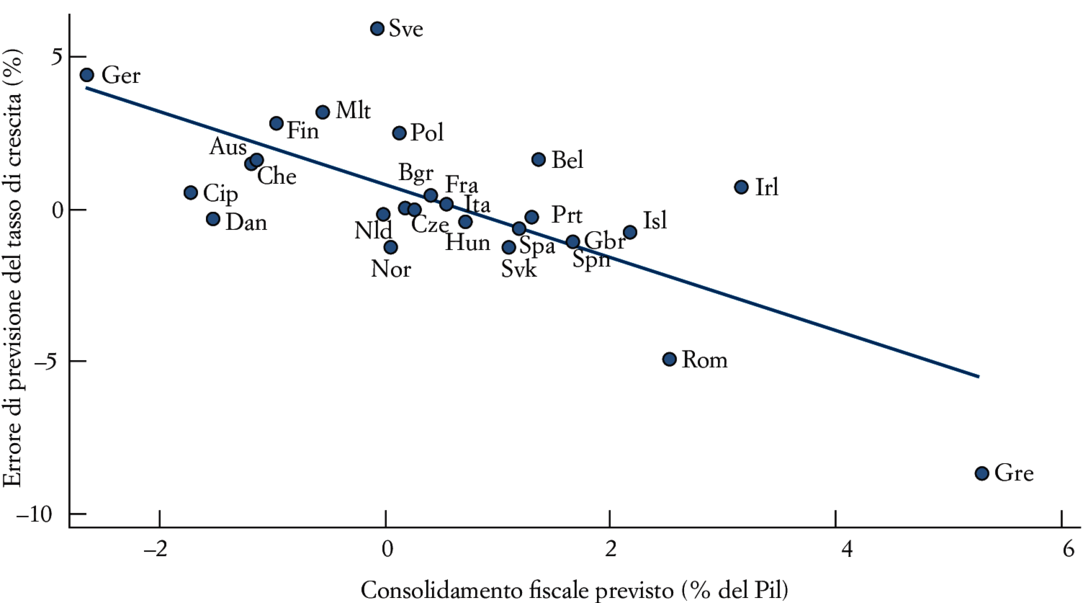 Errore di previsione del tasso di crescita (%)
5
0
–5
–10
Sve
Ger
Mlt
Fin
Pol
Aus
Che
Bel
Bgr
Fra
Irl
Cip
Ita
Dan
Prt
Isl
Nld
Cze
Hun
Spa
Gbr
Nor
Svk
Spn
Rom
Gre
–2
0
2
4
6
Consolidamento fiscale previsto (% del Pil)